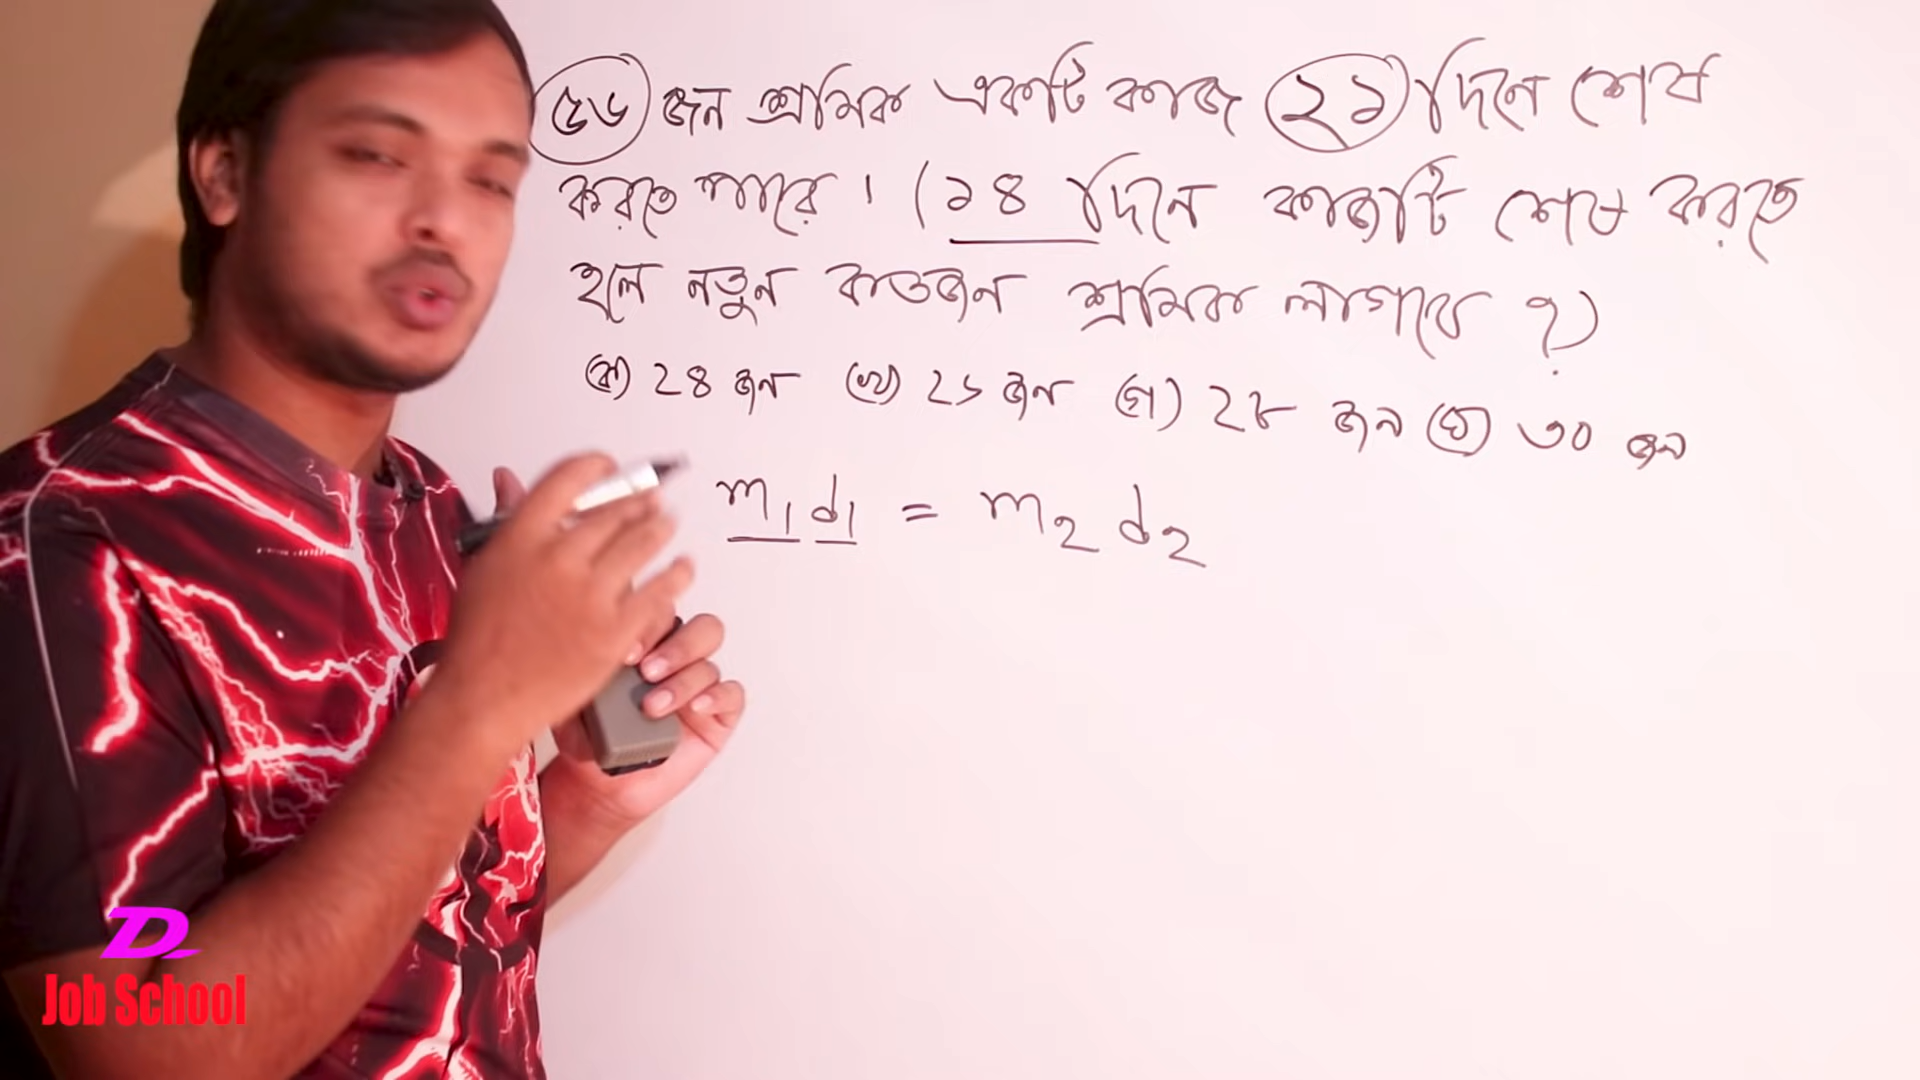 ৫৬ জন শ্রমিক একটি কাজ ২১ দিনে শেষ
করতে পারে। (১৪ দিনে কাজটি শেষ করতে
হলে নতুন কতজন শ্রমিক লাগবে ?)
(ক) ২৪ জন (খ) ২৬ জন (গ) ২৮ জন (ঘ) ৩০ জন
m₁d₁ = m₂d₂
D
Job School